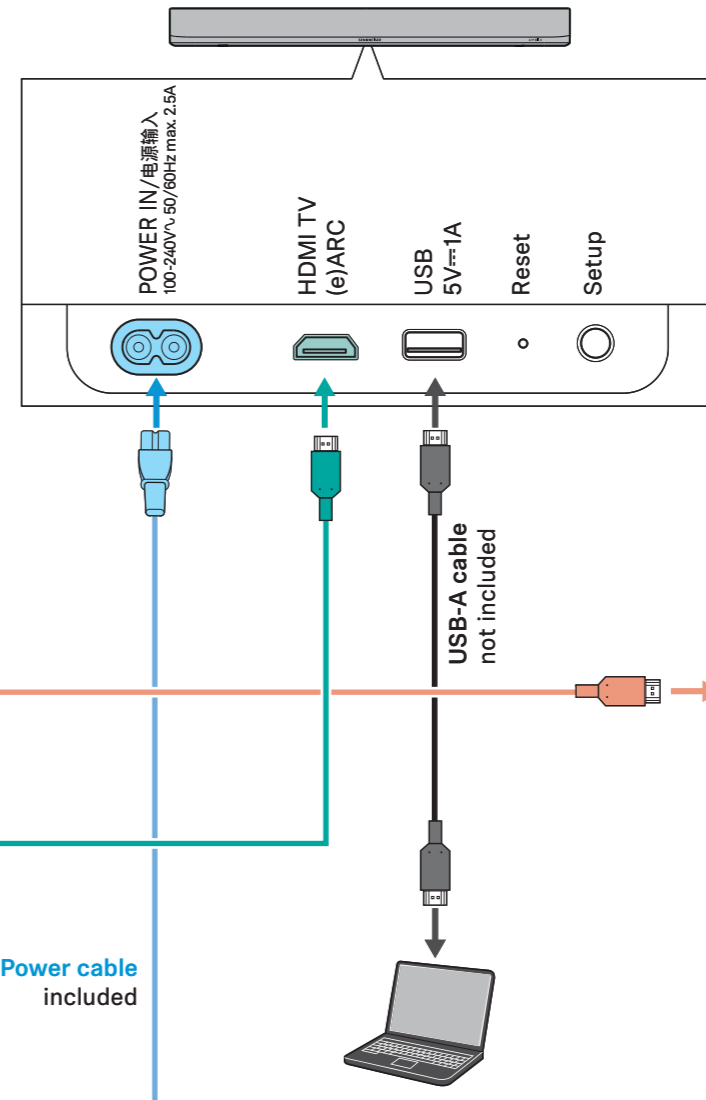 POWER IN/电源输入
100-240V∿ 50/60Hz max. 2.5A
HDMI TV
(e)ARC
USB
5V⎓1A
Reset
Setup
USB-A cable
not included
Power cable
included